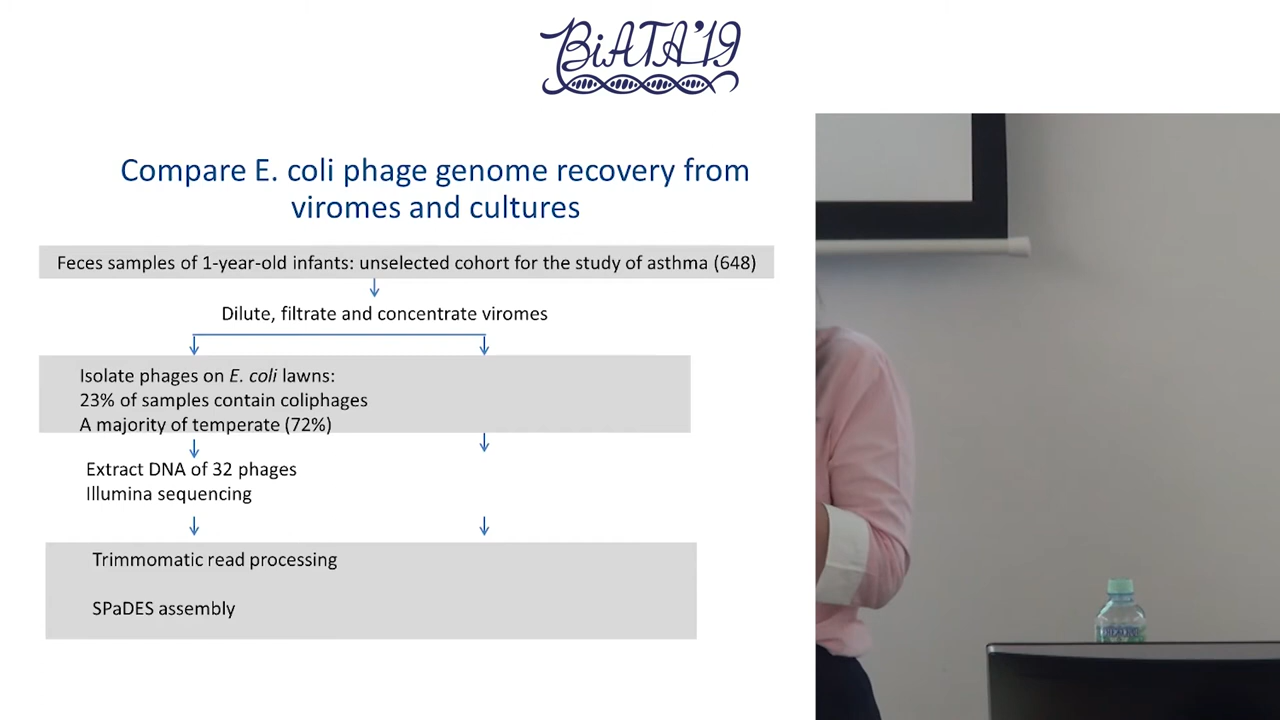 BiATA'19
Compare E. coli phage genome recovery from
viromes and cultures
Feces samples of 1-year-old infants: unselected cohort for the study of asthma (648)
Dilute, filtrate and concentrate viromes
Isolate phages on E. coli lawns:
23% of samples contain coliphages
A majority of temperate (72%)
Extract DNA of 32 phages
Illumina sequencing
Trimmomatic read processing
SPaDES assembly